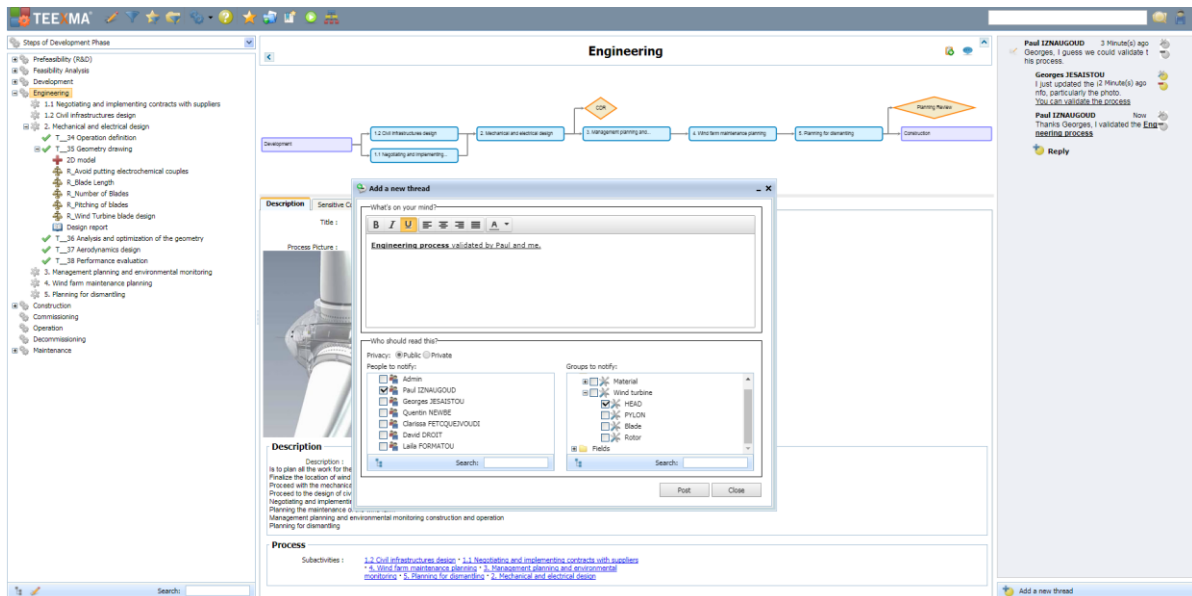 TEEXMA
Steps of Development Phase
Prefeasibility (R&D)
Feasibility Analysis
Development
Engineering
1.1 Negotiating and implementing contracts with suppliers
1.2 Civil infrastructures design
2. Mechanical and electrical design
T__34 Operation definition
T__35 Geometry drawing
2D model
R_Avoid putting electrochemical couples
R_Blade Length
R_Number of Blades
R_Pitching of blades
R_Wind Turbine blade design
Design report
T__36 Analysis and optimization of the geometry
T__37 Aerodynamics design
T__38 Performance evaluation
3. Management planning and environmental monitoring
4. Wind farm maintenance planning
5. Planning for dismantling
Construction
Commissioning
Operation
Decommissioning
Maintenance
Search:
Engineering
CDR
Planning Review
Development
1.2 Civil infrastructures design
2. Mechanical and electrical design
3. Management planning and...
4. Wind farm maintenance planning
5. Planning for dismantling
Construction
1.1 Negotiating and implementing...
Description
Sensitive C
Title :
Process Picture :
Add a new thread
What's on your mind?
B I U A
Engineering process validated by Paul and me.
Who should read this?
Privacy: Public Private
People to notify:
Admin
Paul IZNAUGOUD
Georges JESAISTOU
Quentin NEWBE
Clarissa FETCQUEIVOUDI
David DROIT
Laila FORMATOU
Search:
Groups to notify:
Material
Wind turbine
HEAD
PYLON
Blade
Rotor
Fields
Search:
Post
Close
Description
Description :
Is to plan all the work for the
Finalize the location of wind
Proceed with the mechanica
Proceed to the design of civ
Negotiating and implementi
Planning the maintenance o
Management planning and environmental monitoring construction and operation
Planning for dismantling
Process
Subactivities :
1.2 Civil infrastructures design • 1.1 Negotiating and implementing contracts with suppliers
• 4. Wind farm maintenance planning • 3. Management planning and environmental
monitoring • 5. Planning for dismantling • 2. Mechanical and electrical design
Paul IZNAUGOUD 3 Minute(s) ago
Georges, I guess we could validate t
his process.
Georges JESAISTOU
I just updated the i 2 Minute(s) ago
nfo, particularly the photo.
You can validate the process
Paul IZNAUGOUD Now
Thanks Georges, I validated the Eng
neering process
Reply
Add a new thread